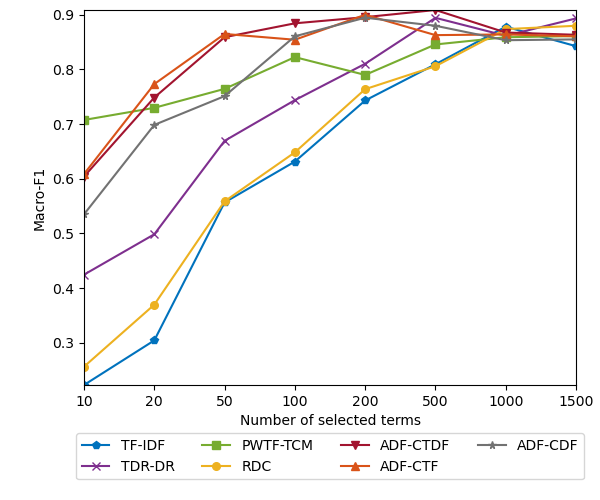 0.9
0.8
0.7
0.6
0.5
0.4
0.3
Macro-F1
10 20 50 100 200 500 1000 1500
Number of selected terms
TF-IDF PWTF-TCM ADF-CTDF ADF-CDF
TDR-DR RDC ADF-CTF